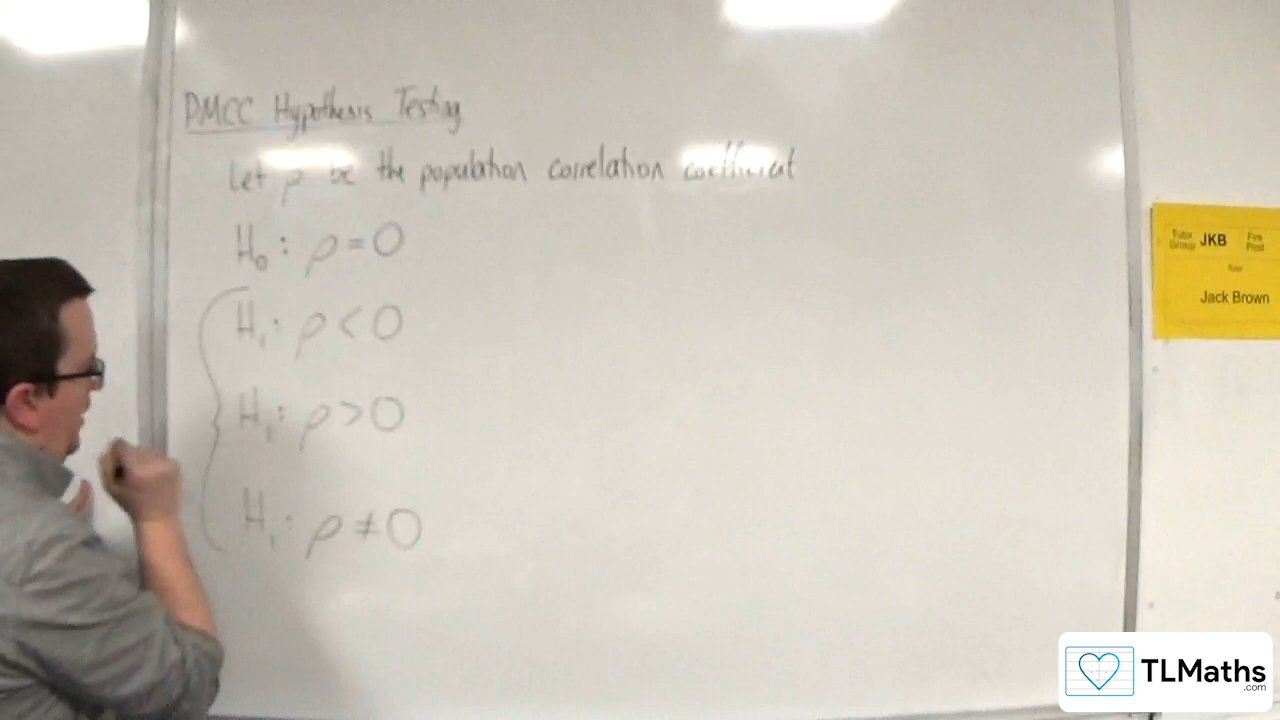 PMCC Hypothesis Testing
Let ρ be the population correlation coefficient
H₀: ρ = 0
H₁: ρ < 0
H₁: ρ > 0
H₁: ρ ≠ 0
Tutor Group JKB Fire Post
Tutor
Jack Brown
TLMaths
.com